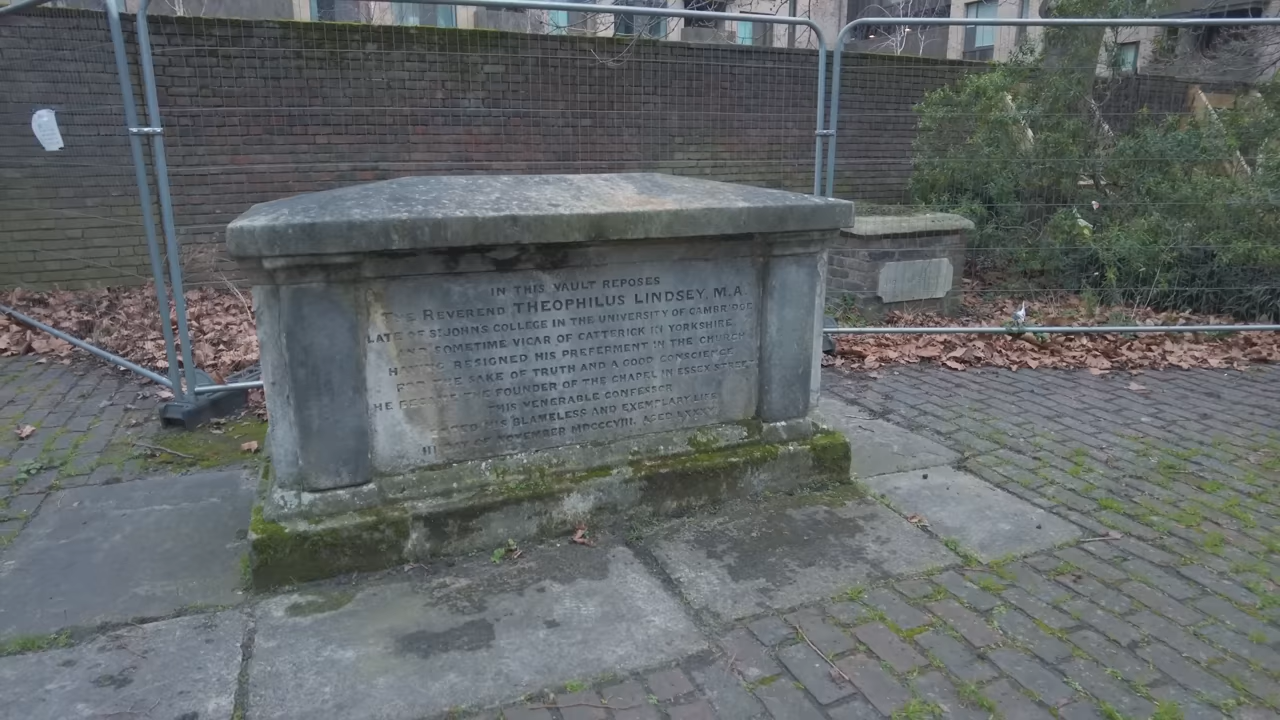 IN THIS VAULT REPOSES
THE REVEREND THEOPHILUS LINDSEY, M.A.
LATE OF ST. JOHNS COLLEGE IN THE UNIVERSITY OF CAMBRIDGE
AND SOMETIME VICAR OF CATTERICK IN YORKSHIRE
HAVING RESIGNED HIS PREFERMENT IN THE CHURCH
FOR THE SAKE OF TRUTH AND A GOOD CONSCIENCE
HE BECAME THE FOUNDER OF THE CHAPEL IN ESSEX STREET
THIS VENERABLE CONFESSOR
HIS BLAMELESS AND EXEMPLARY LIFE
OF NOVEMBER MDCCCVIII. AGED